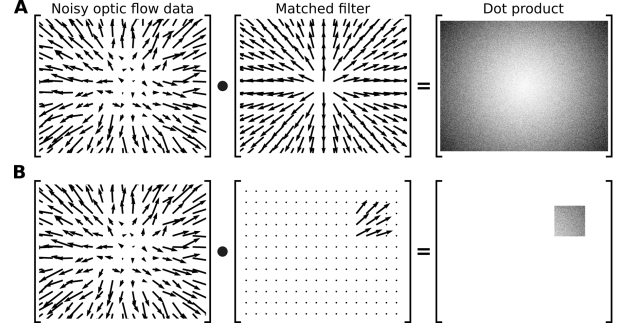 A
Noisy optic flow data
Matched filter
Dot product
=
B
=